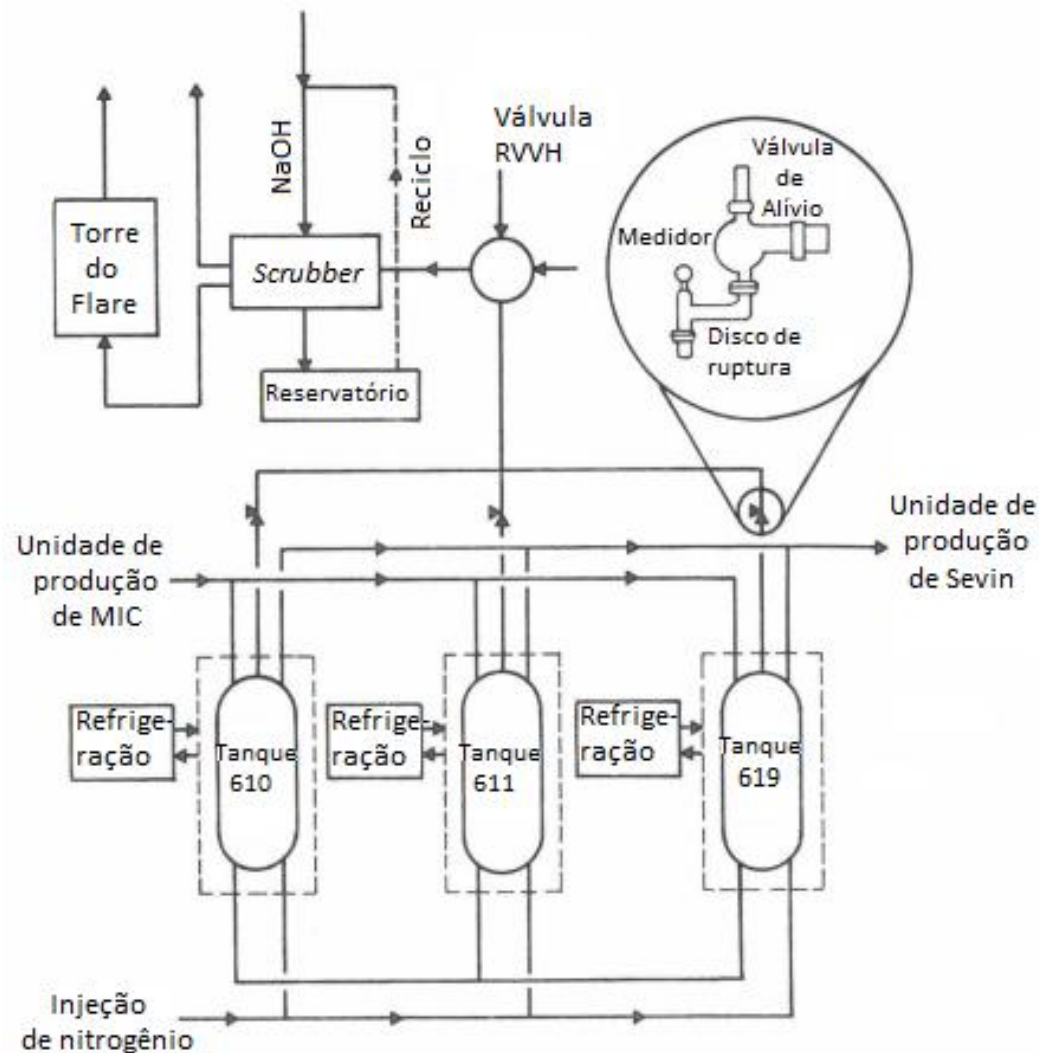 Válvula
RVVH
NaOH
Reciclo
Torre
do
Flare
Scrubber
Reservatório
Válvula
de
Alívio
Medidor
Disco de
ruptura
Unidade de
produção
de MIC
Unidade de
produção
de Sevin
Refrige-
ração
Tanque
610
Refrige-
ração
Tanque
611
Refrige-
ração
Tanque
619
Injeção
de nitrogênio